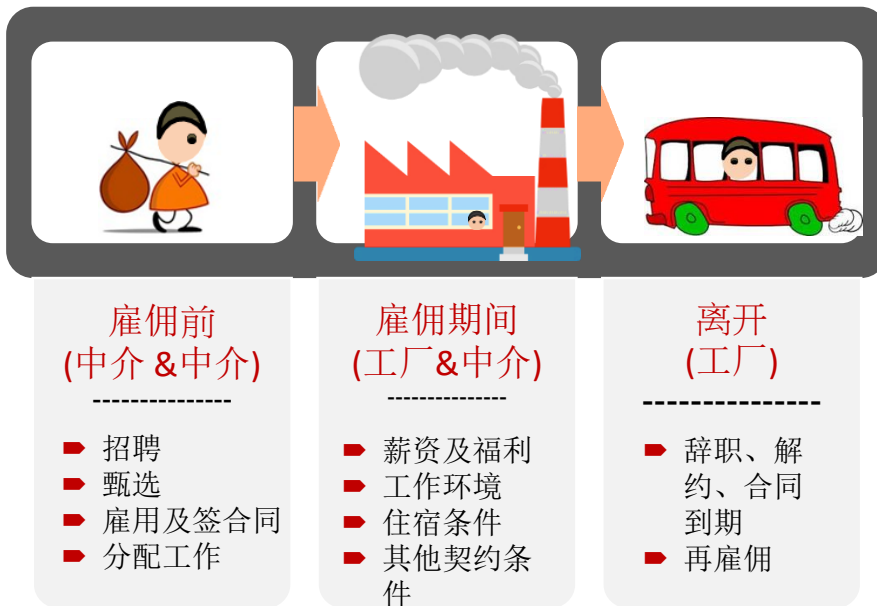 雇佣前
(中介 &中介)
---------------
招聘
甄选
雇用及签合同
分配工作
雇佣期间
(工厂&中介)
---------------
薪资及福利
工作环境
住宿条件
其他契约条
件
离开
(工厂)
---------------
辞职、解
约、合同
到期
再雇佣